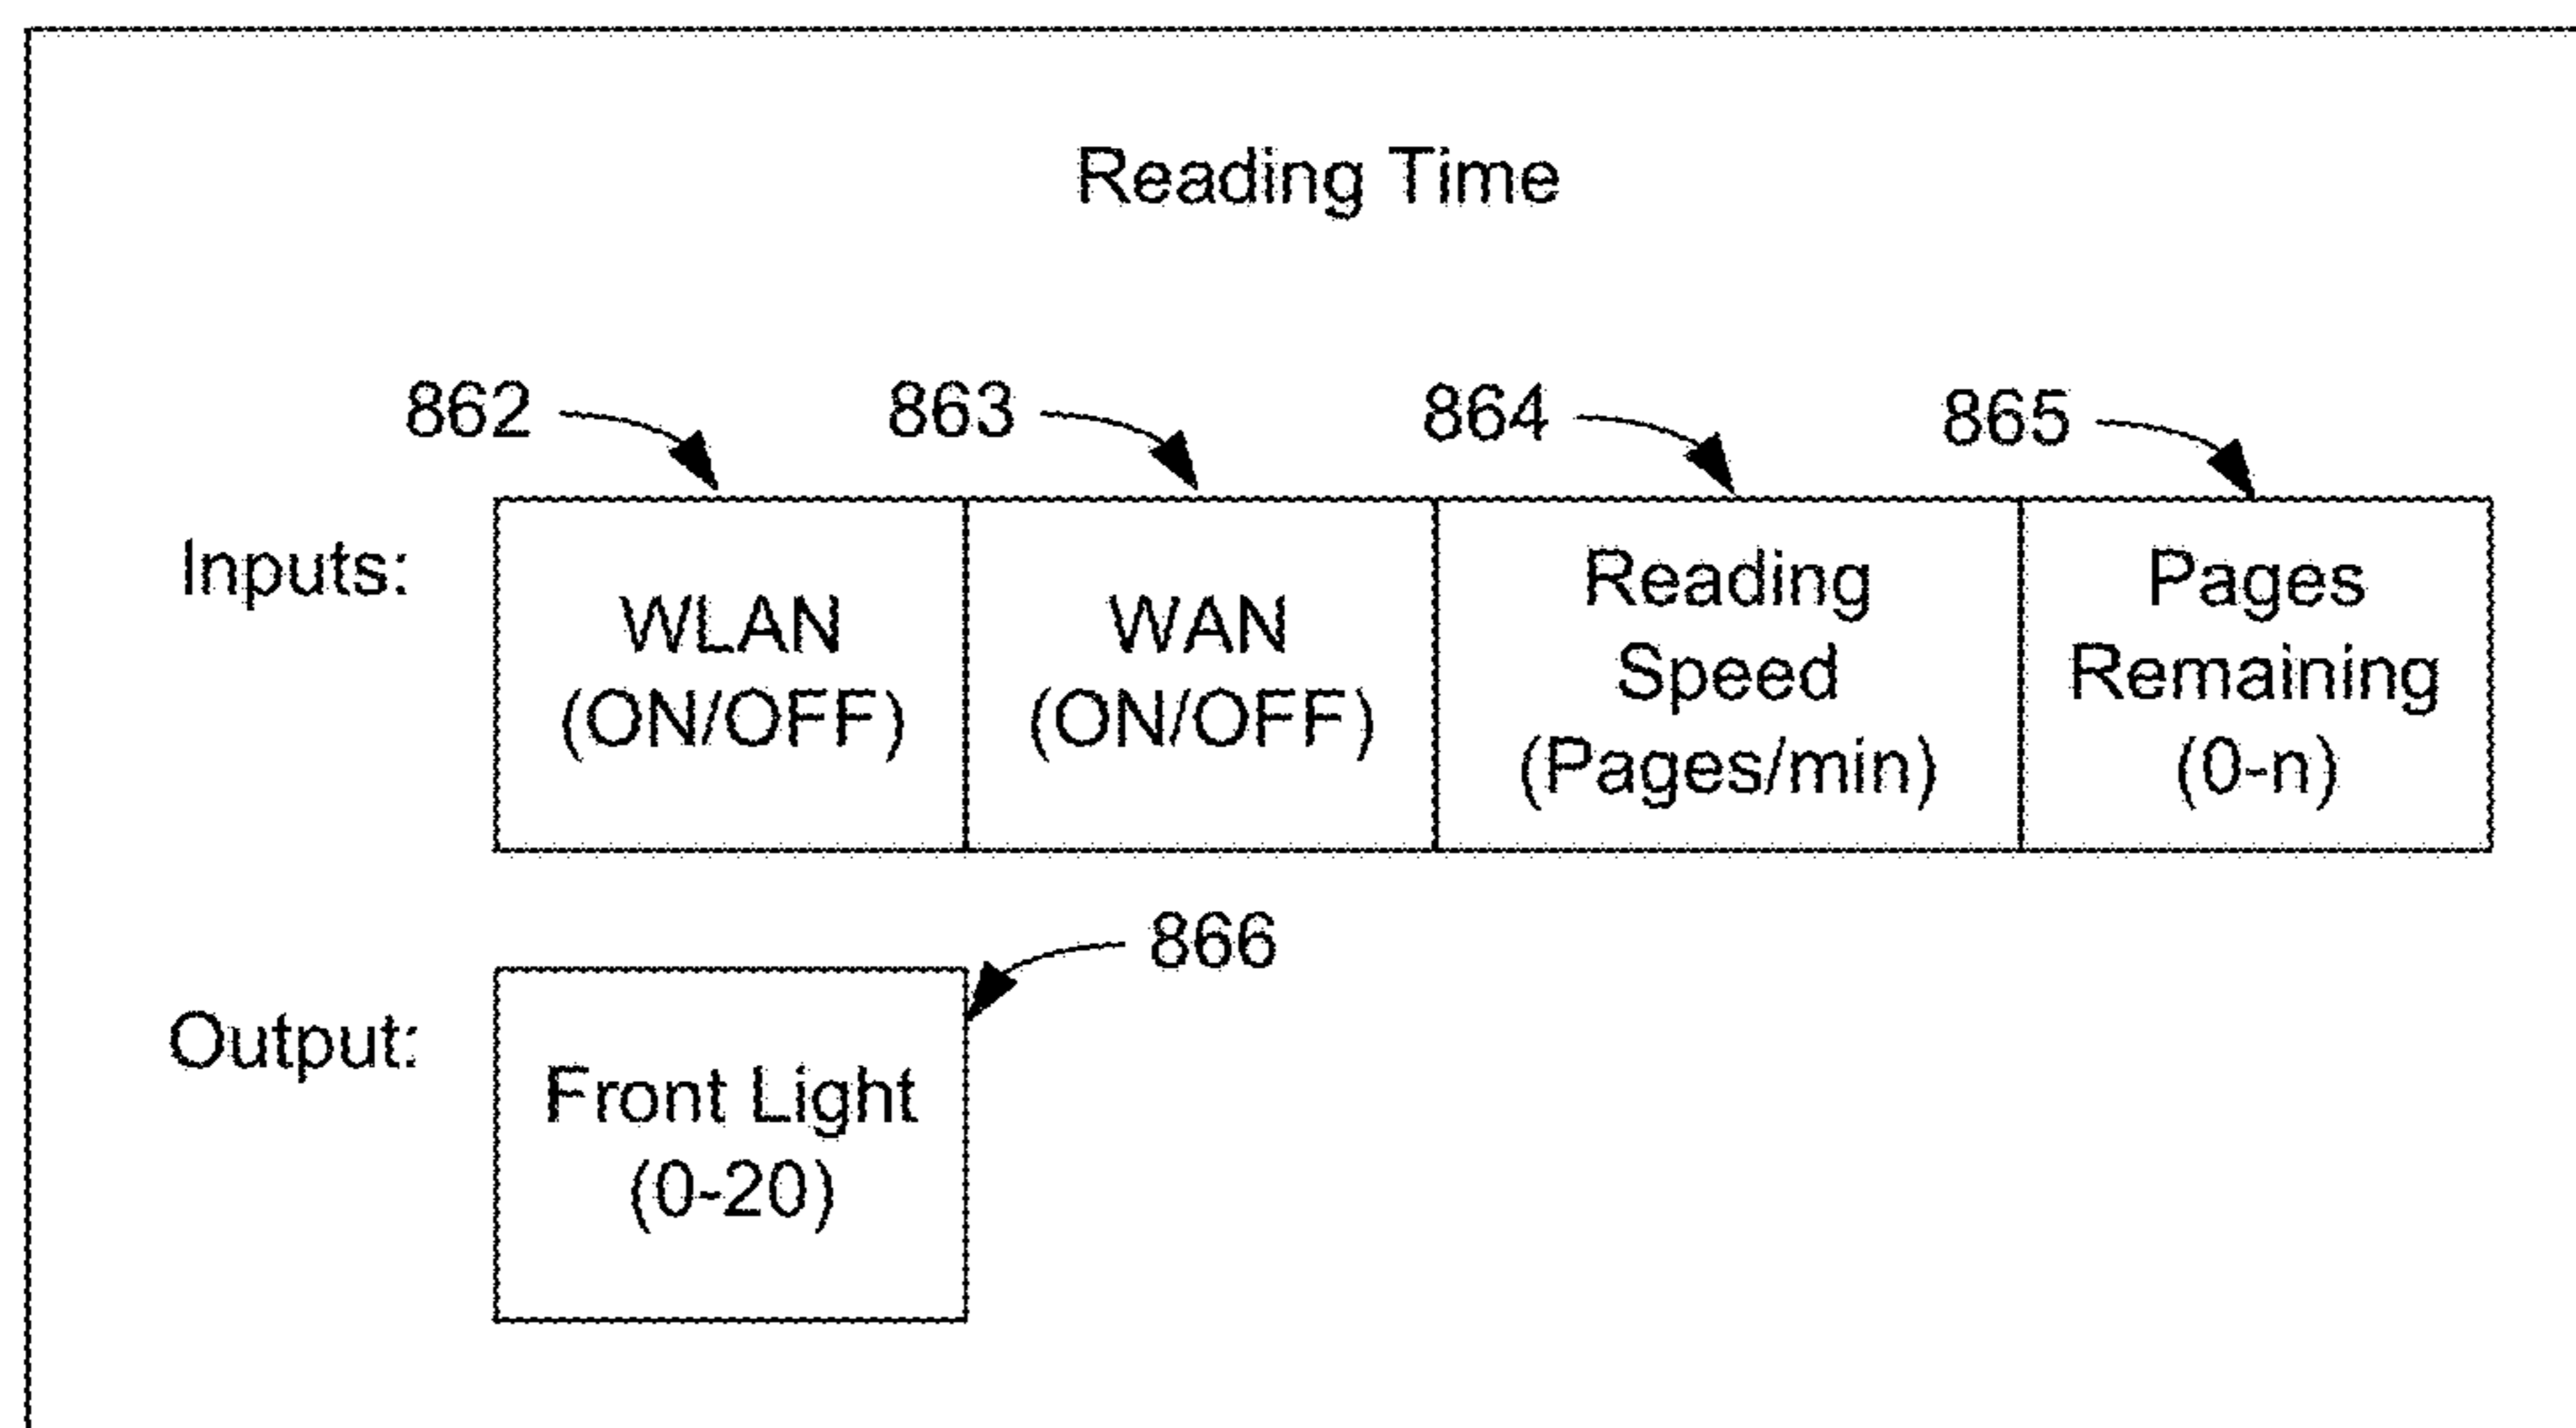 Reading Time
862
863
864
865
Inputs:
WLAN
(ON/OFF)
WAN
(ON/OFF)
Reading
Speed
(Pages/min)
Pages
Remaining
(0-n)
866
Output:
Front Light
(0-20)